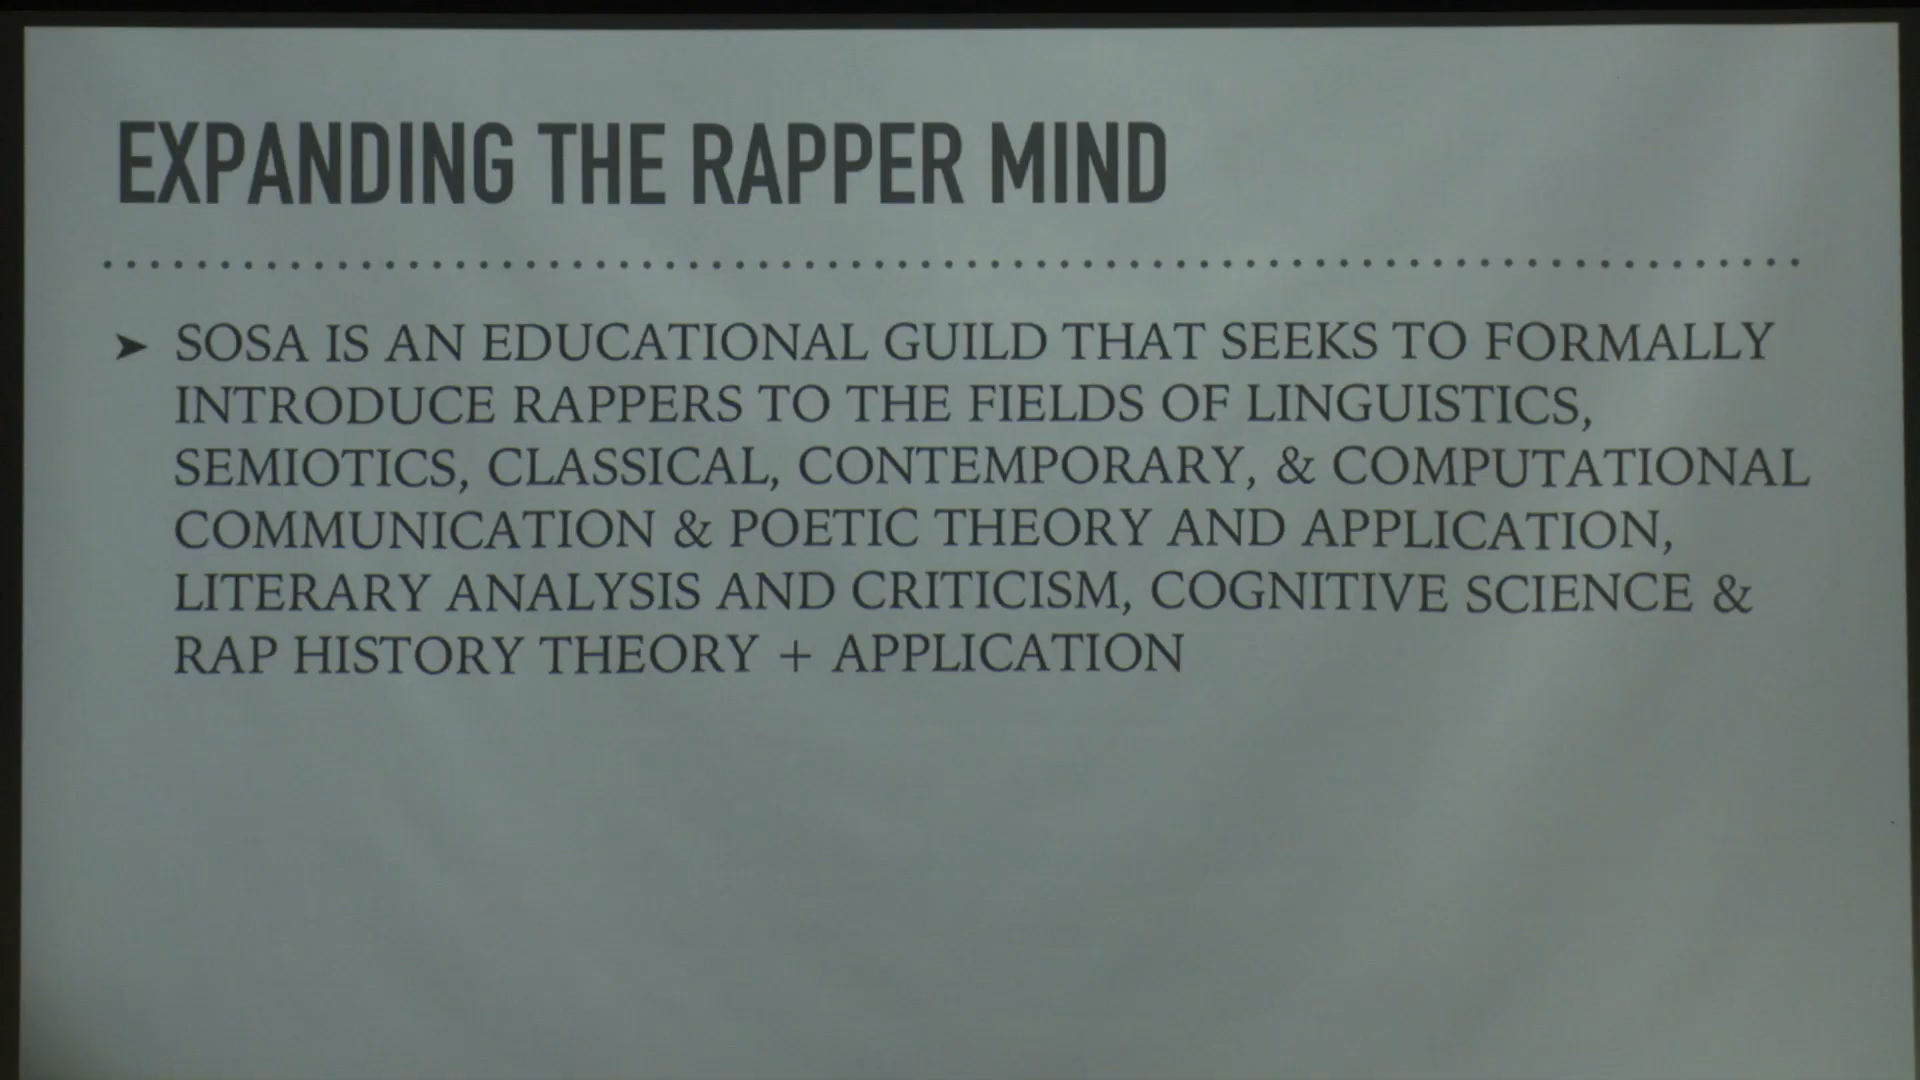 EXPANDING THE RAPPER MIND
➤ SOSA IS AN EDUCATIONAL GUILD THAT SEEKS TO FORMALLY
INTRODUCE RAPPERS TO THE FIELDS OF LINGUISTICS,
SEMIOTICS, CLASSICAL, CONTEMPORARY, & COMPUTATIONAL
COMMUNICATION & POETIC THEORY AND APPLICATION,
LITERARY ANALYSIS AND CRITICISM, COGNITIVE SCIENCE &
RAP HISTORY THEORY + APPLICATION